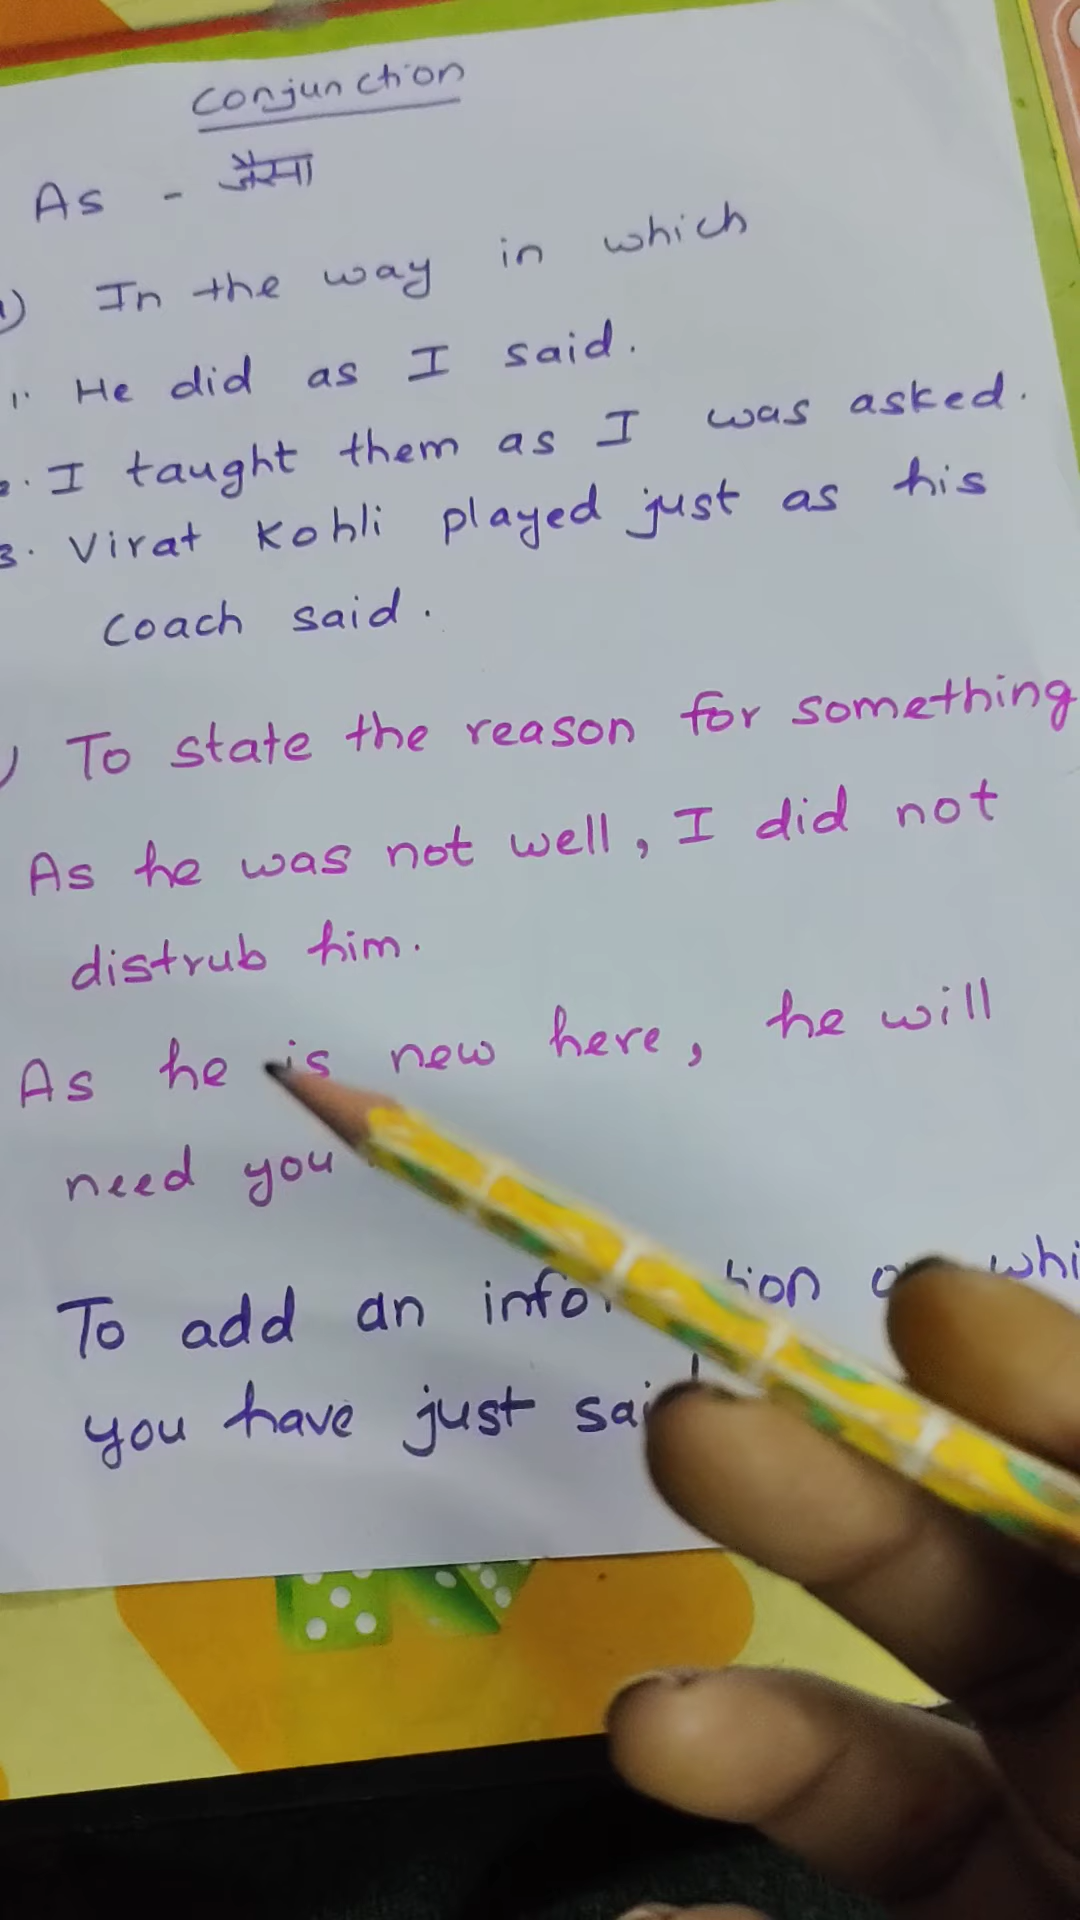 conjunction
As - जैसा
In the way in which
1. He did as I said.
2. I taught them as I was asked.
3. Virat Kohli played just as his
coach said.
To state the reason for something
As he was not well, I did not
distrub him.
As he is new here, he will
need you
To add an
you have just